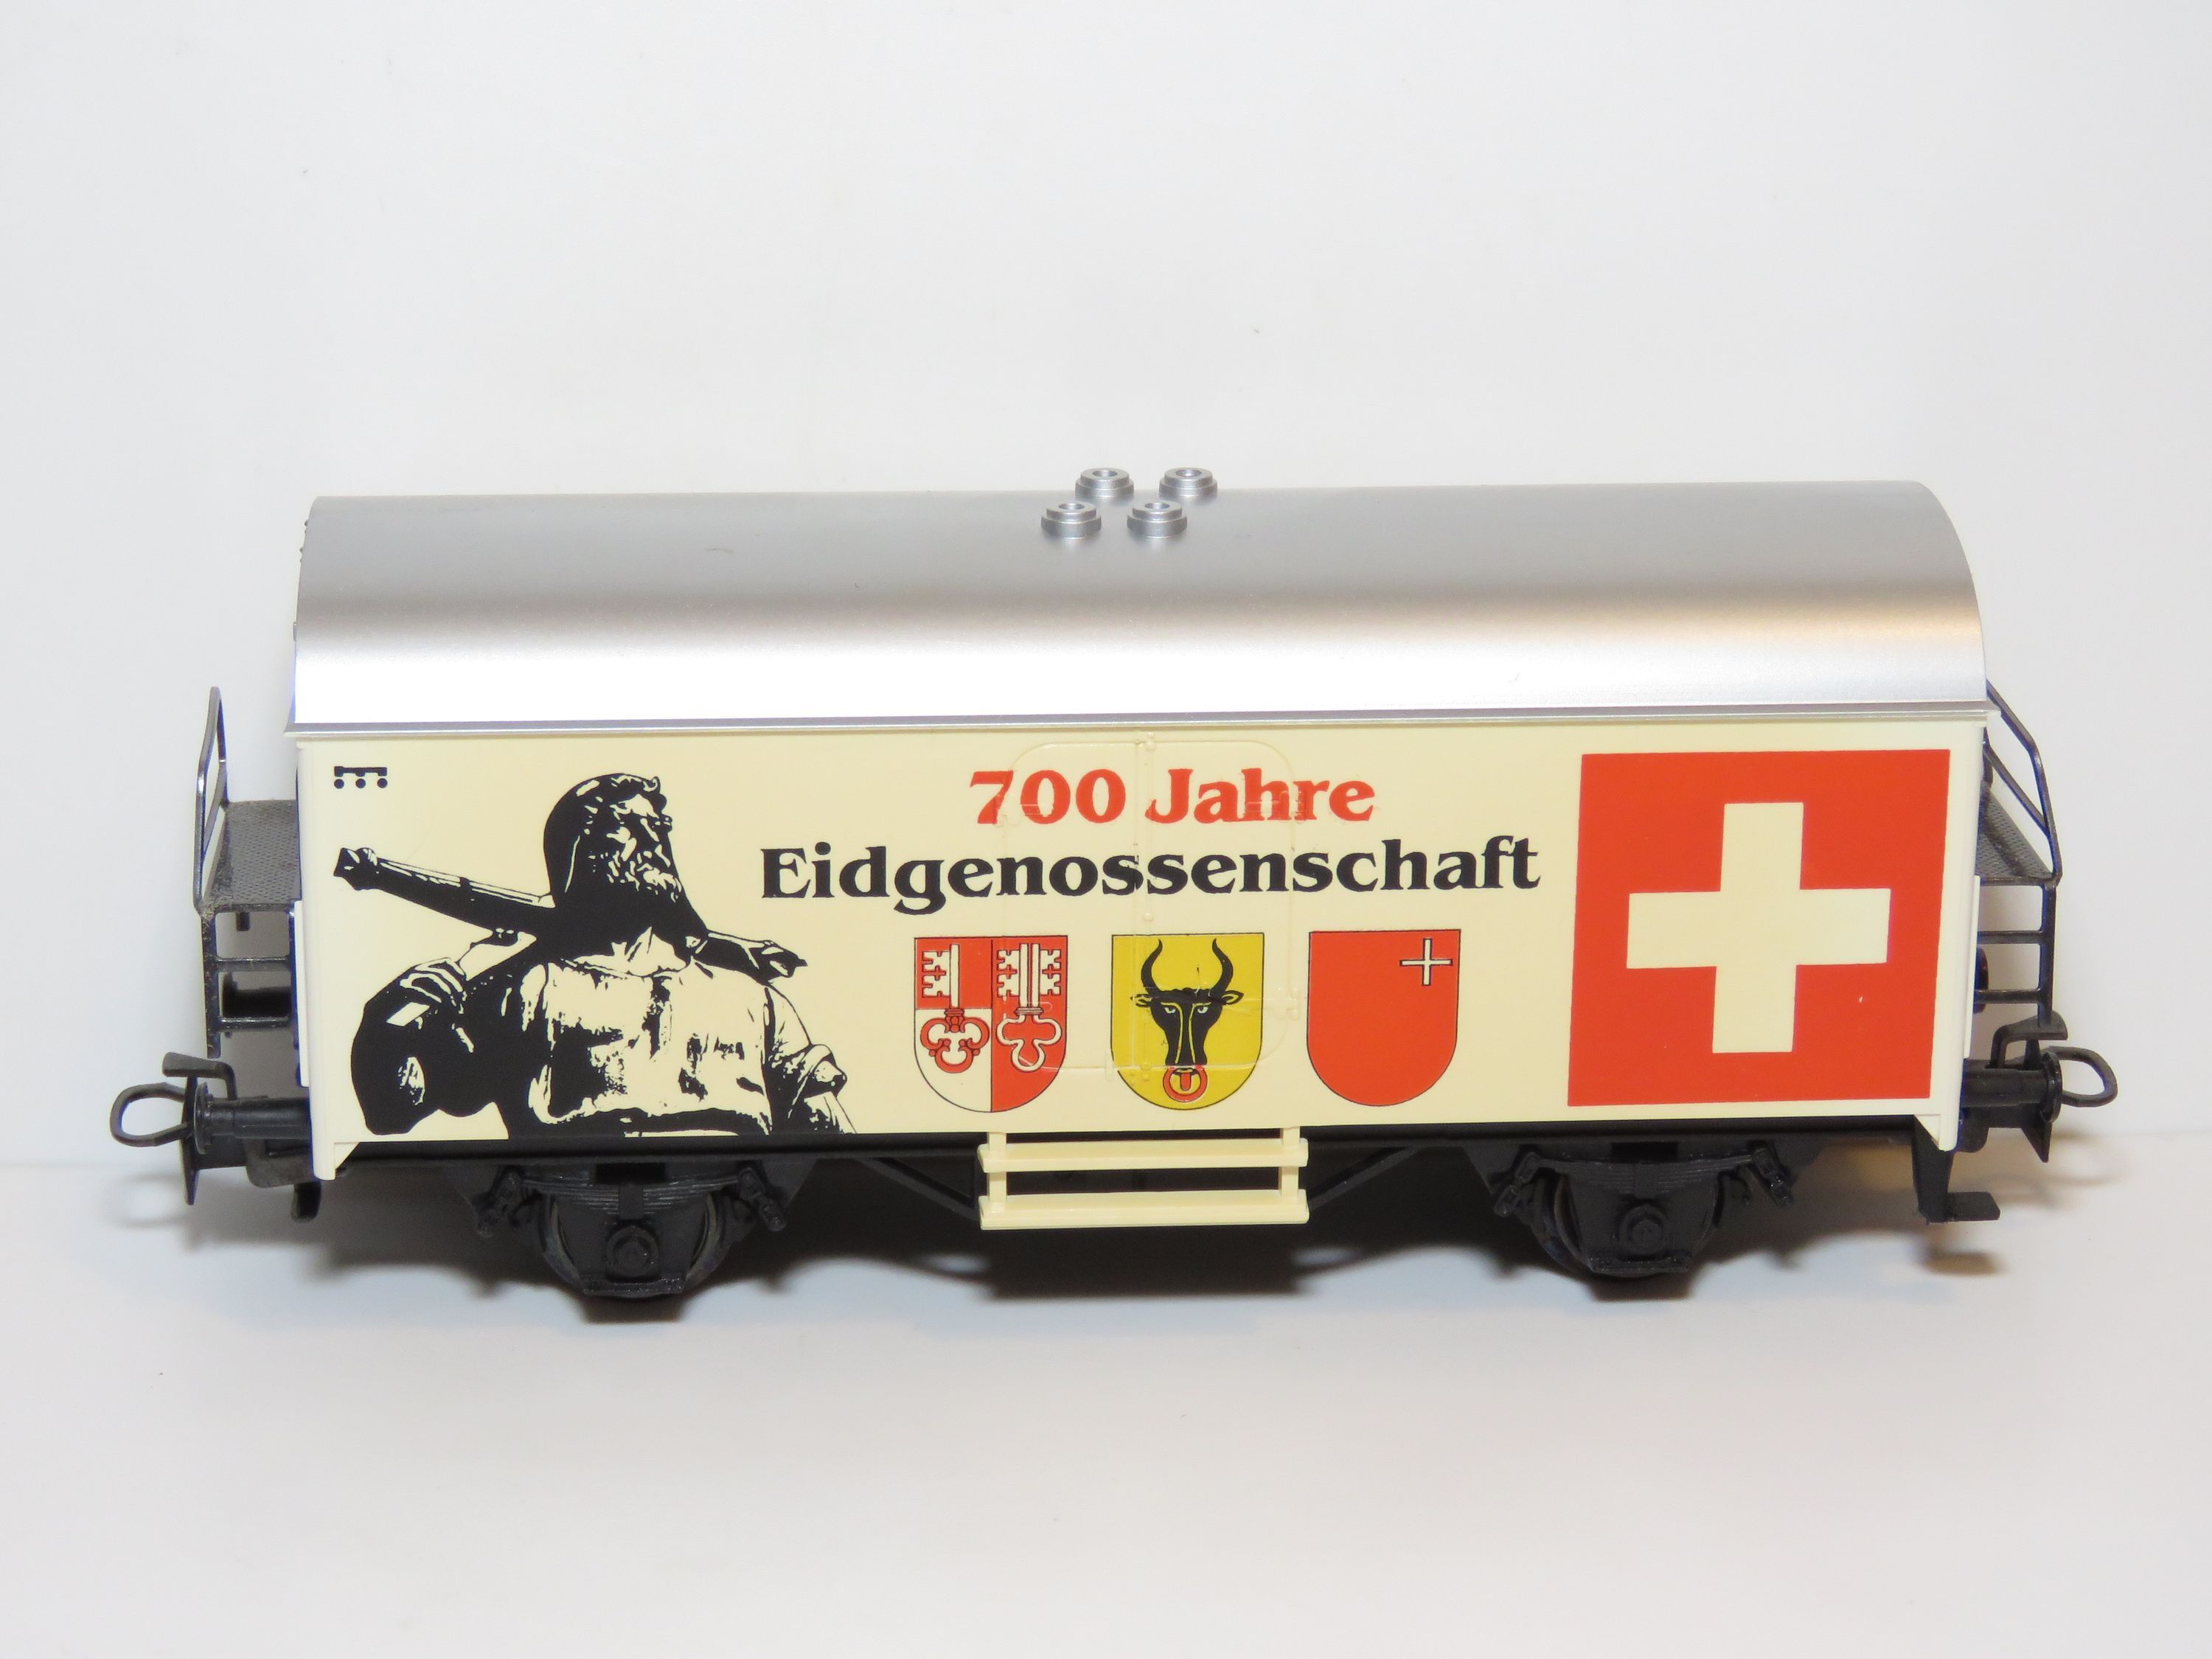 700 Jahre
Eidgenossenschaft